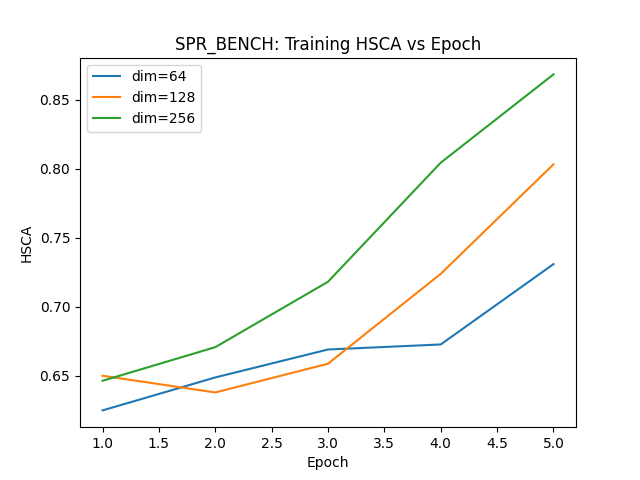 SPR_BENCH: Training HSCA vs Epoch
dim=64
dim=128
dim=256
HSCA
0.85
0.80
0.75
0.70
0.65
1.0 1.5 2.0 2.5 3.0 3.5 4.0 4.5 5.0
Epoch